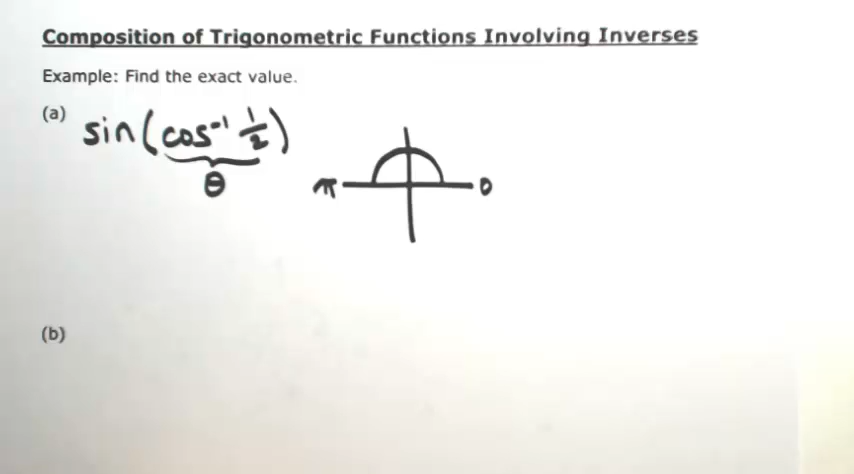 Composition of Trigonometric Functions Involving Inverses
Example: Find the exact value.
(a) sin(cos⁻¹ 1/2)
θ
π 0
(b)